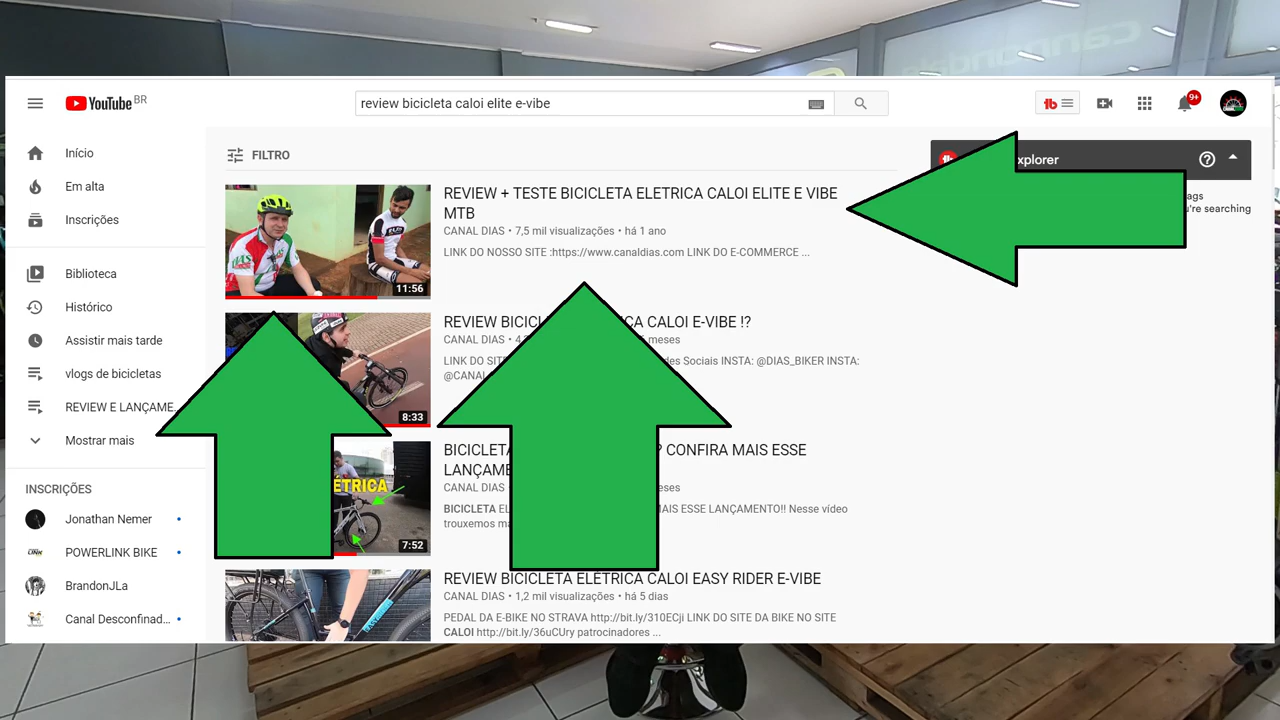 Cannondale
YouTube BR
review bicicleta caloi elite e-vibe
9+
Início
Em alta
Inscrições
Biblioteca
Histórico
Assistir mais tarde
vlogs de bicicletas
REVIEW E LANÇAME...
Mostrar mais
INSCRIÇÕES
Jonathan Nemer
POWERLINK BIKE
BrandonJLa
Canal Desconfinad...
FILTRO
xplorer
ags
u're searching
11:56
REVIEW + TESTE BICICLETA ELETRICA CALOI ELITE E VIBE
MTB
CANAL DIAS • 7,5 mil visualizações • há 1 ano
LINK DO NOSSO SITE :https://www.canaldias.com LINK DO E-COMMERCE ...
8:33
REVIEW BICICL TRICA CALOI E-VIBE !?
CANAL DIAS • meses
LINK DO SIT des Sociais INSTA: @DIAS_BIKER INSTA:
@CANAL
ÉTRICA
7:52
BICICLETA ? CONFIRA MAIS ESSE
LANÇAME
CANAL DIAS • eses
BICICLETA EL MAIS ESSE LANÇAMENTO!! Nesse vídeo
trouxemos ma
REVIEW BICICLETA ELÉTRICA CALOI EASY RIDER E-VIBE
CANAL DIAS • 1,2 mil visualizações • há 5 dias
PEDAL DA E-BIKE NO STRAVA http://bit.ly/310ECji LINK DO SITE DA BIKE NO SITE
CALOI http://bit.ly/36uCUry patrocinadores ...